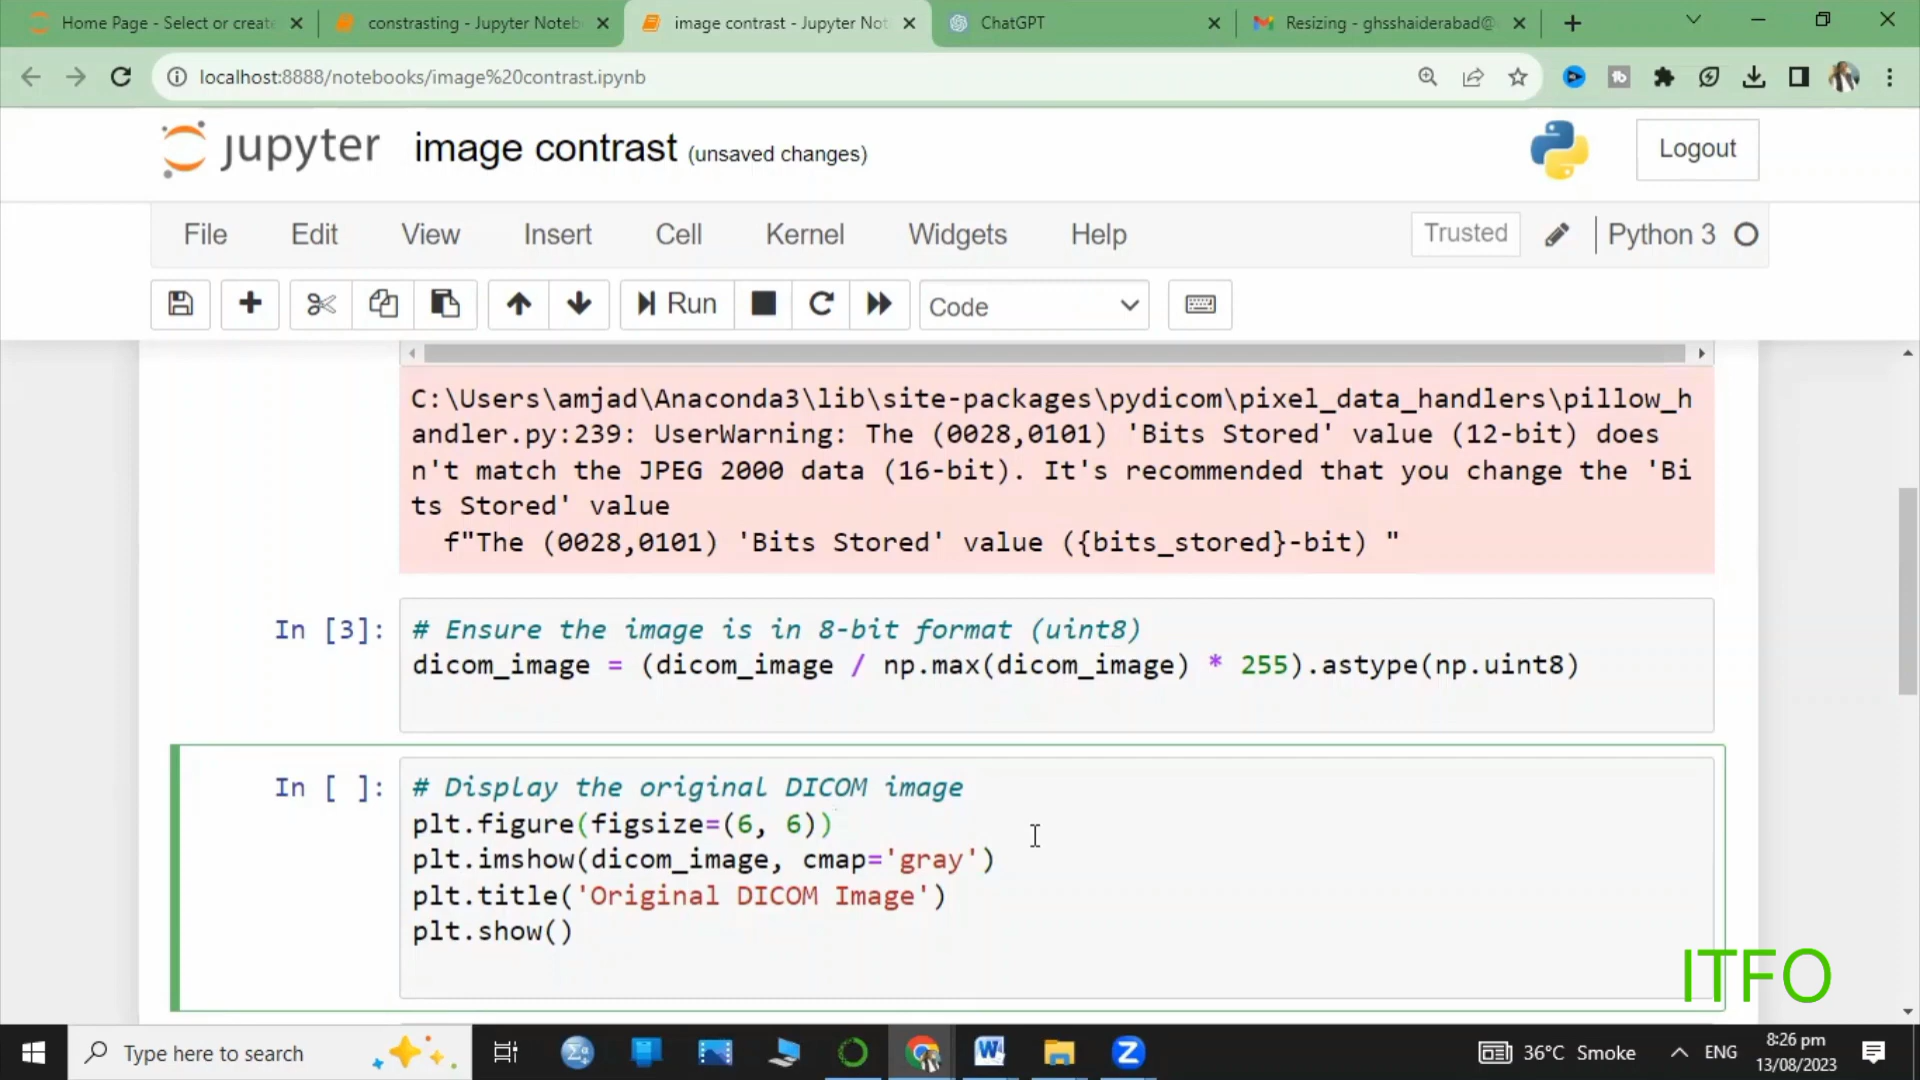 Home Page - Select or create
constrasting - Jupyter Noteb
image contrast - Jupyter Not
ChatGPT
Resizing - ghsshaiderabad@
localhost:8888/notebooks/image%20contrast.ipynb
jupyter image contrast (unsaved changes)
Logout
File Edit View Insert Cell Kernel Widgets Help Trusted Python 3
Run Code
C:\Users\amjad\Anaconda3\lib\site-packages\pydicom\pixel_data_handlers\pillow_h
andler.py:239: UserWarning: The (0028,0101) 'Bits Stored' value (12-bit) does
n't match the JPEG 2000 data (16-bit). It's recommended that you change the 'Bi
ts Stored' value
f"The (0028,0101) 'Bits Stored' value ({bits_stored}-bit) "
In [3]: # Ensure the image is in 8-bit format (uint8)
dicom_image = (dicom_image / np.max(dicom_image) * 255).astype(np.uint8)
In [ ]: # Display the original DICOM image
plt.figure(figsize=(6, 6))
plt.imshow(dicom_image, cmap='gray')
plt.title('Original DICOM Image')
plt.show()
ITFO
Type here to search
36°C Smoke
ENG
8:26 pm
13/08/2023